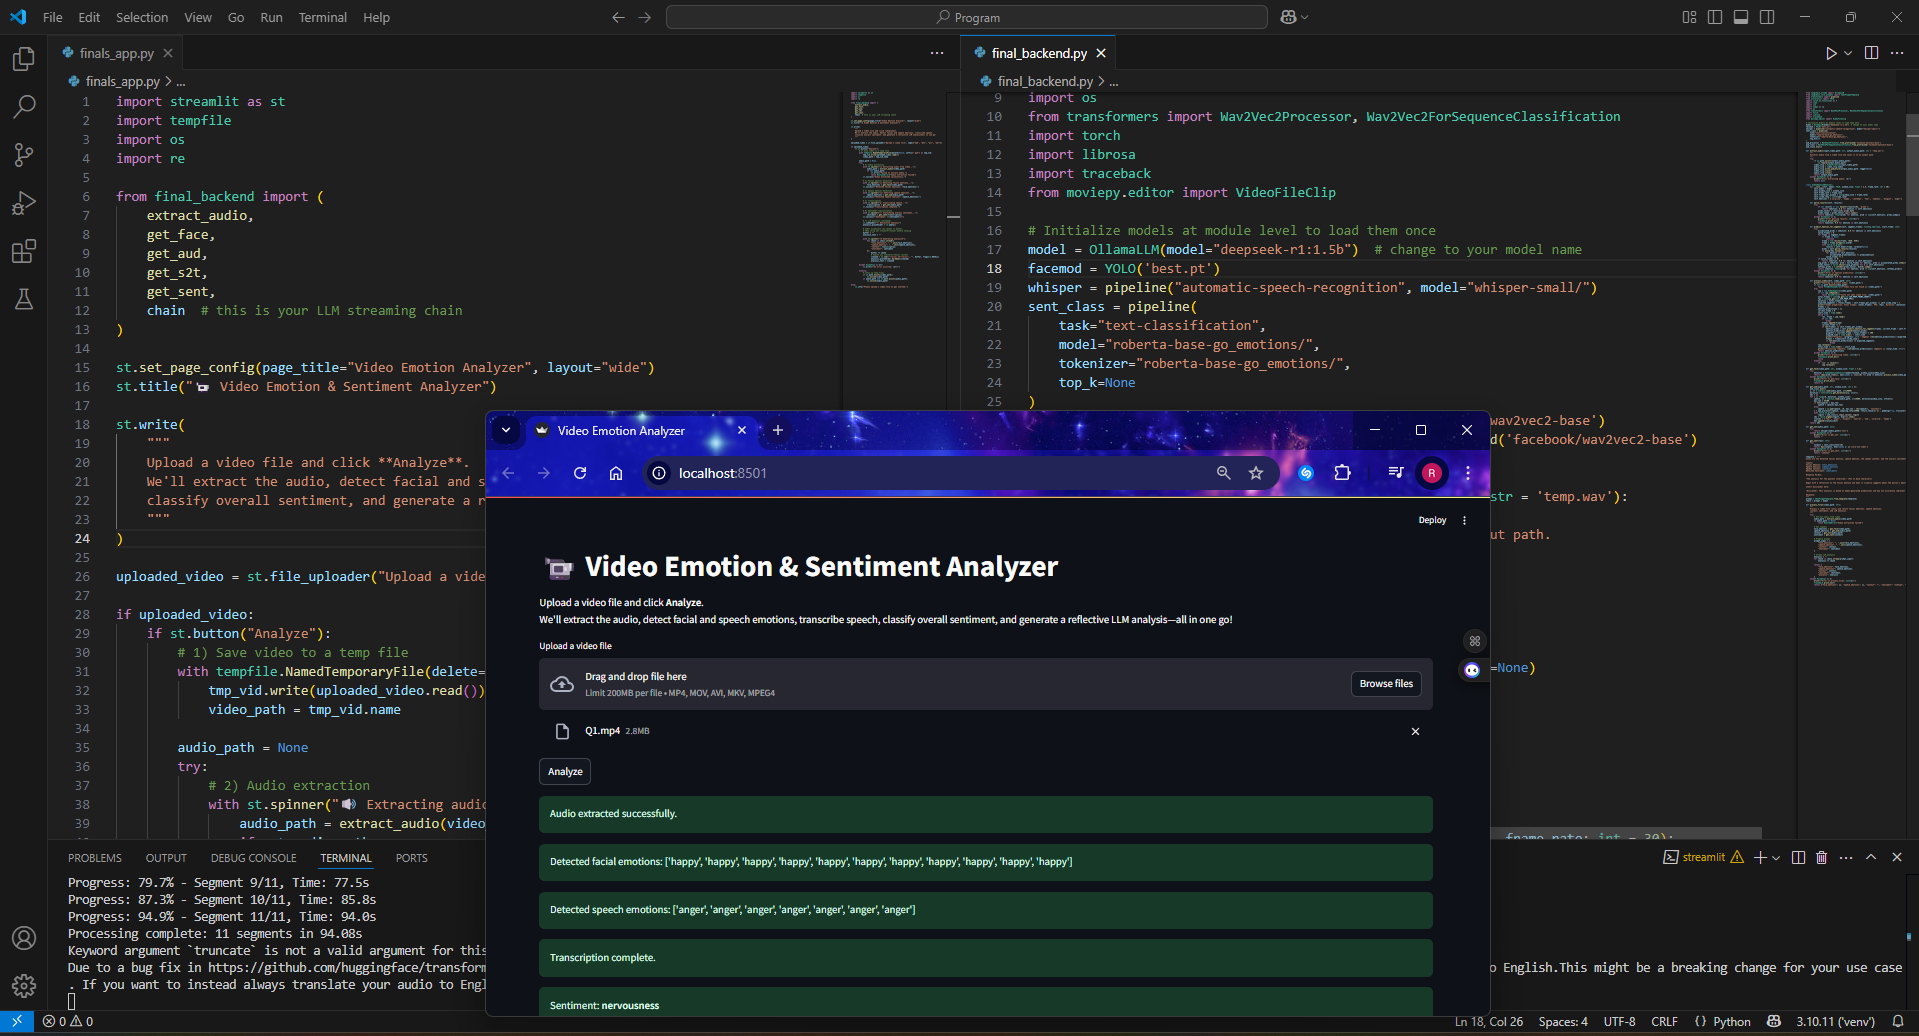 File Edit Selection View Go Run Terminal Help
Program
finals_app.py
finals_app.py > ...
1 import streamlit as st
2 import tempfile
3 import os
4 import re
5
6 from final_backend import (
7 extract_audio,
8 get_face,
9 get_aud,
10 get_s2t,
11 get_sent,
12 chain # this is your LLM streaming chain
13 )
14
15 st.set_page_config(page_title="Video Emotion Analyzer", layout="wide")
16 st.title("📹 Video Emotion & Sentiment Analyzer")
17
18 st.write(
19 """
20 Upload a video file and click **Analyze**.
21 We'll extract the audio, detect facial and s
22 classify overall sentiment, and generate a r
23 """
24 )
25
26 uploaded_video = st.file_uploader("Upload a vide
27
28 if uploaded_video:
29 if st.button("Analyze"):
30 # 1) Save video to a temp file
31 with tempfile.NamedTemporaryFile(delete=
32 tmp_vid.write(uploaded_video.read())
33 video_path = tmp_vid.name
34
35 audio_path = None
36 try:
37 # 2) Audio extraction
38 with st.spinner("🔊 Extracting audio
39 audio_path = extract_audio(video
final_backend.py
final_backend.py > ...
9 import os
10 from transformers import Wav2Vec2Processor, Wav2Vec2ForSequenceClassification
11 import torch
12 import librosa
13 import traceback
14 from moviepy.editor import VideoFileClip
15
16 # Initialize models at module level to load them once
17 model = OllamaLLM(model="deepseek-r1:1.5b") # change to your model name
18 facemod = YOLO('best.pt')
19 whisper = pipeline("automatic-speech-recognition", model="whisper-small/")
20 sent_class = pipeline(
21 task="text-classification",
22 model="roberta-base-go_emotions/",
23 tokenizer="roberta-base-go_emotions/",
24 top_k=None
25 )
wav2vec2-base')
d('facebook/wav2vec2-base')
str = 'temp.wav'):
ut path.
=None)
frame_rate: int = 30):
Video Emotion Analyzer
localhost:8501
R
Deploy
Video Emotion & Sentiment Analyzer
Upload a video file and click Analyze.
We'll extract the audio, detect facial and speech emotions, transcribe speech, classify overall sentiment, and generate a reflective LLM analysis—all in one go!
Upload a video file
Drag and drop file here
Limit 200MB per file • MP4, MOV, AVI, MKV, MPEG4
Browse files
Q1.mp4 2.8MB
Analyze
Audio extracted successfully.
Detected facial emotions: ['happy', 'happy', 'happy', 'happy', 'happy', 'happy', 'happy', 'happy', 'happy', 'happy', 'happy']
Detected speech emotions: ['anger', 'anger', 'anger', 'anger', 'anger', 'anger', 'anger']
Transcription complete.
Sentiment: nervousness
PROBLEMS OUTPUT DEBUG CONSOLE TERMINAL PORTS
streamlit
Progress: 79.7% - Segment 9/11, Time: 77.5s
Progress: 87.3% - Segment 10/11, Time: 85.8s
Progress: 94.9% - Segment 11/11, Time: 94.0s
Processing complete: 11 segments in 94.08s
Keyword argument `truncate` is not a valid argument for this
Due to a bug fix in https://github.com/huggingface/transform
o English.This might be a breaking change for your use case
. If you want to instead always translate your audio to Engl
0 0
Ln 18, Col 26 Spaces: 4 UTF-8 CRLF {} Python 3.10.11 ('venv')